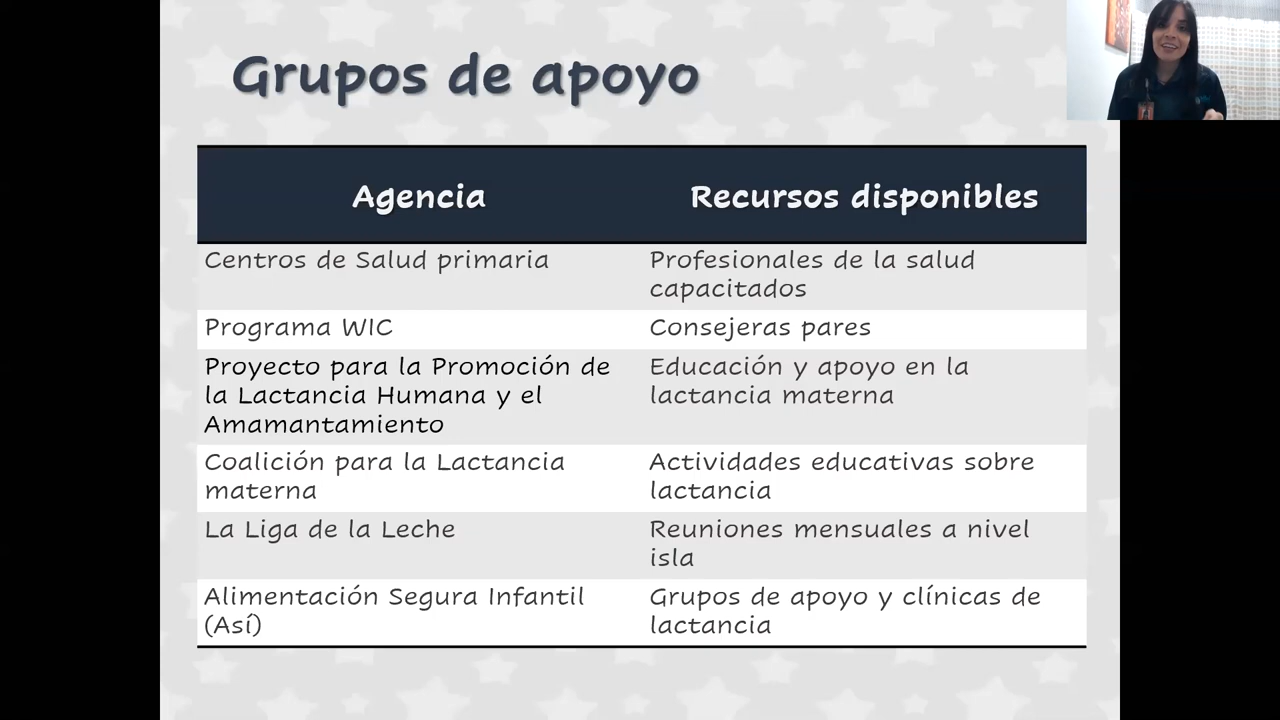 Grupos de apoyo
Agencia
Recursos disponibles
Centros de Salud primaria
Profesionales de la salud
capacitados
Programa WIC
Consejeras pares
Proyecto para la Promoción de
la Lactancia Humana y el
Amamantamiento
Educación y apoyo en la
lactancia materna
Coalición para la Lactancia
materna
Actividades educativas sobre
lactancia
La Liga de la Leche
Reuniones mensuales a nivel
isla
Alimentación Segura Infantil
(Así)
Grupos de apoyo y clínicas de
lactancia